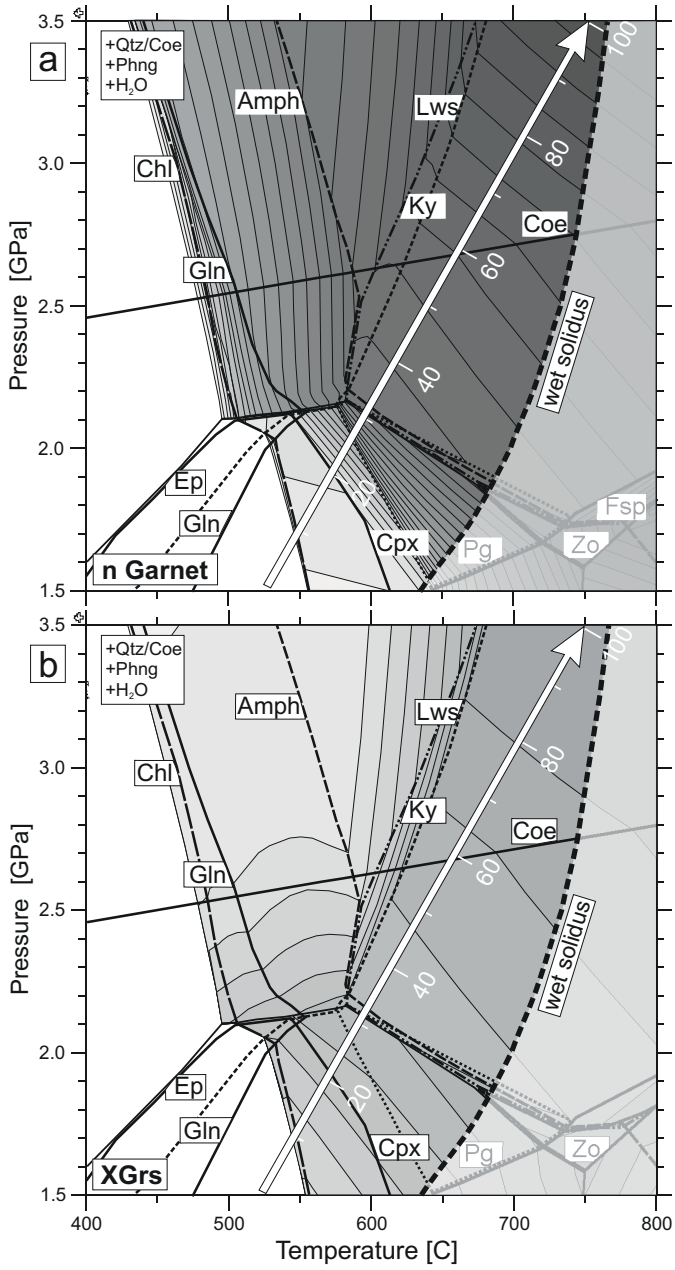 3.5
a
+Qtz/Coe
+Phng
+H₂O
Amph
Lws
100
3.0
Chl
80
Ky
Coe
Gln
60
2.5
Pressure [GPa]
wet solidus
40
2.0
Ep
20
Gln
Fsp
Cpx
Pg
Zo
n Garnet
1.5
3.5
b
+Qtz/Coe
+Phng
+H₂O
Amph
Lws
100
3.0
Chl
80
Ky
Coe
Gln
60
2.5
Pressure [GPa]
wet solidus
40
2.0
Ep
20
Gln
Cpx
Pg
Zo
XGrs
1.5
400 500 600 700 800
Temperature [C]